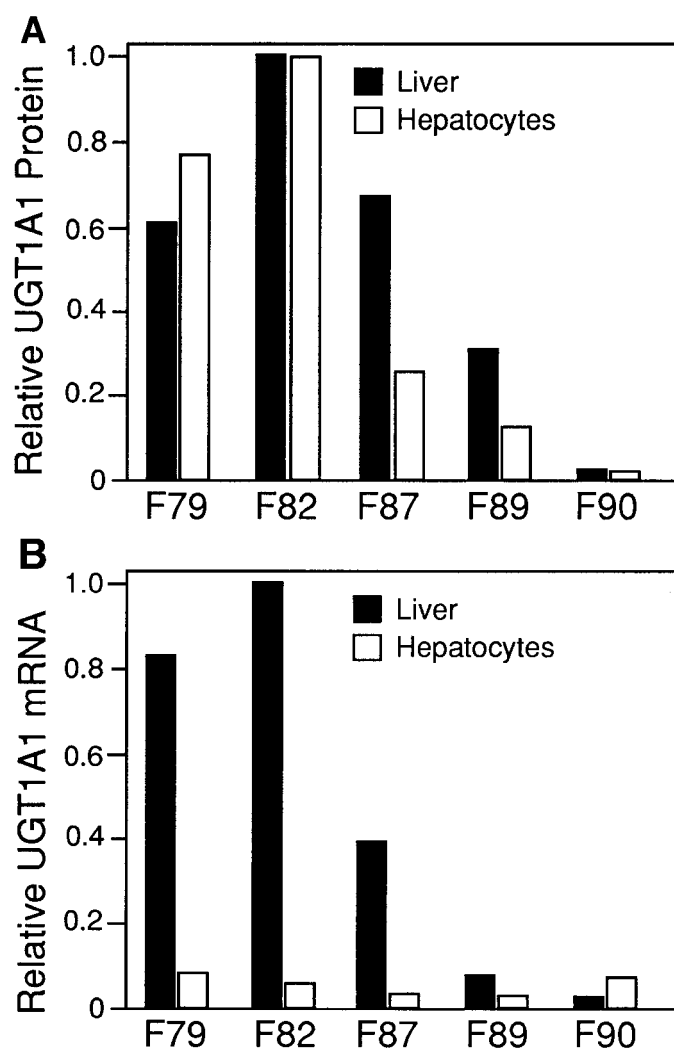 A
Relative UGT1A1 Protein
1.0
0.8
0.6
0.4
0.2
0
Liver
Hepatocytes
F79 F82 F87 F89 F90
B
Relative UGT1A1 mRNA
1.0
0.8
0.6
0.4
0.2
0
Liver
Hepatocytes
F79 F82 F87 F89 F90